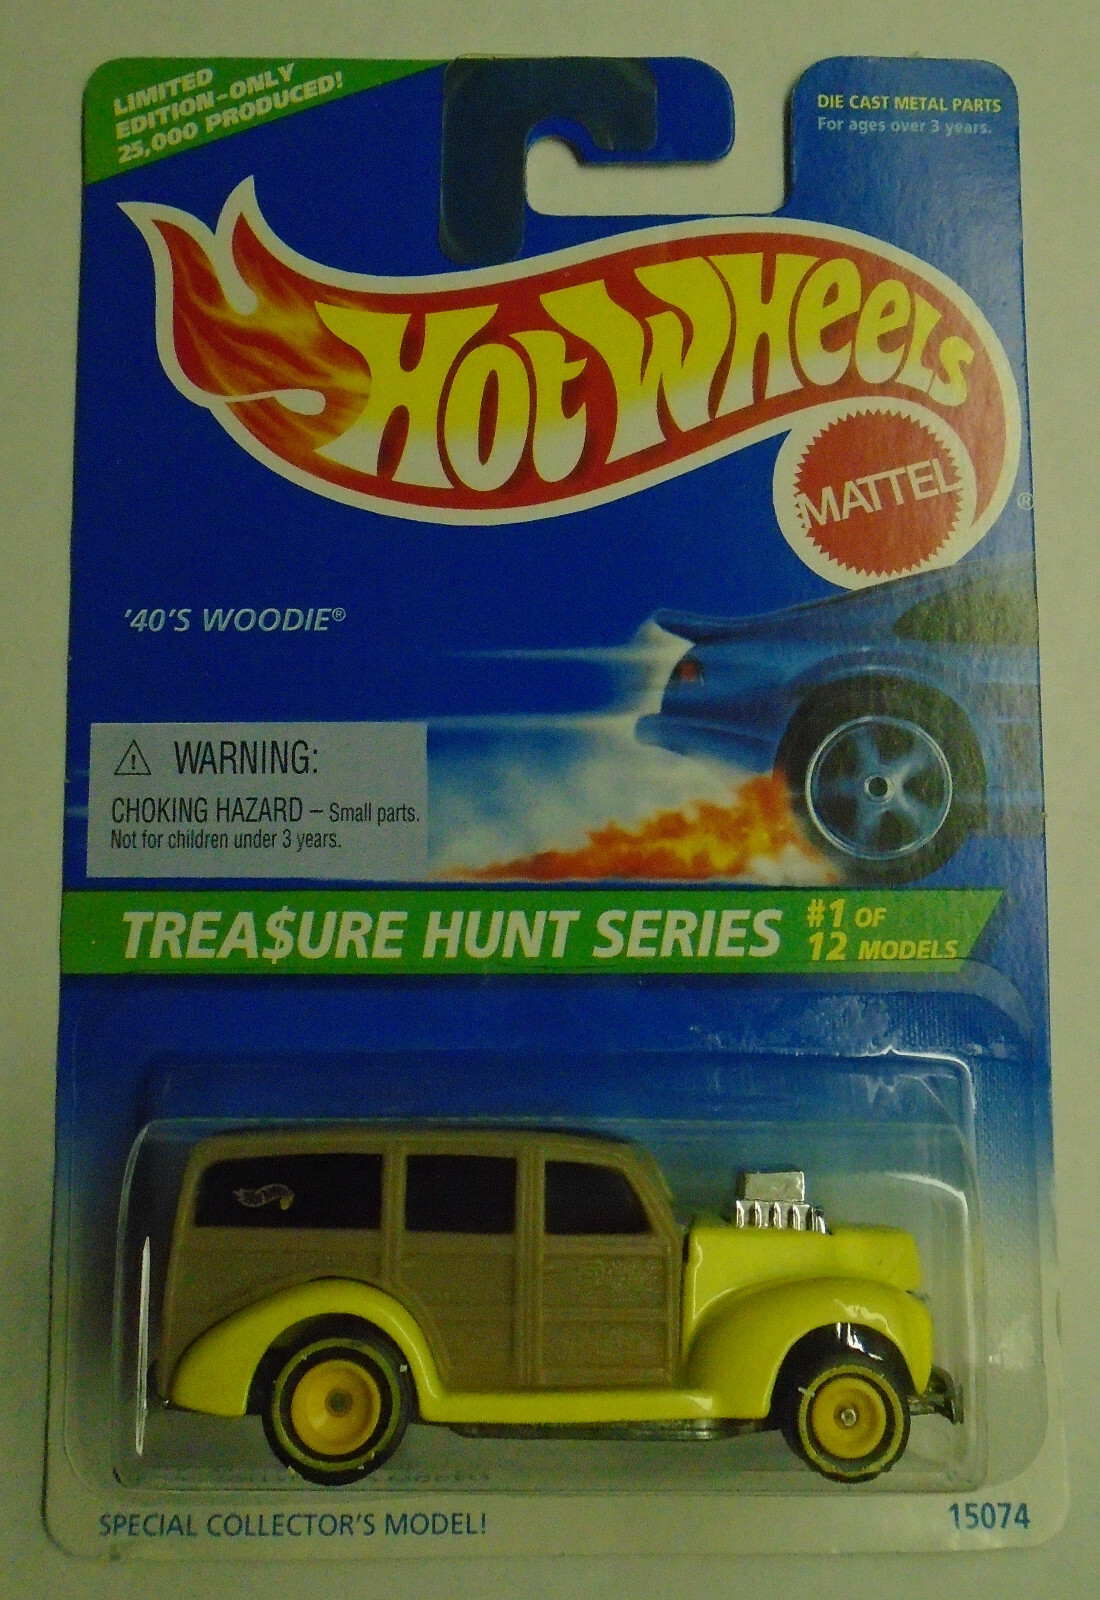 LIMITED
EDITION-ONLY
25,000 PRODUCED!
DIE CAST METAL PARTS
For ages over 3 years.
HOT WHEELS
MATTEL
®
'40'S WOODIE®
WARNING:
CHOKING HAZARD – Small parts.
Not for children under 3 years.
TREA$URE HUNT SERIES
#1 OF
12 MODELS
HOT WHEELS
SPECIAL COLLECTOR'S MODEL!
15074